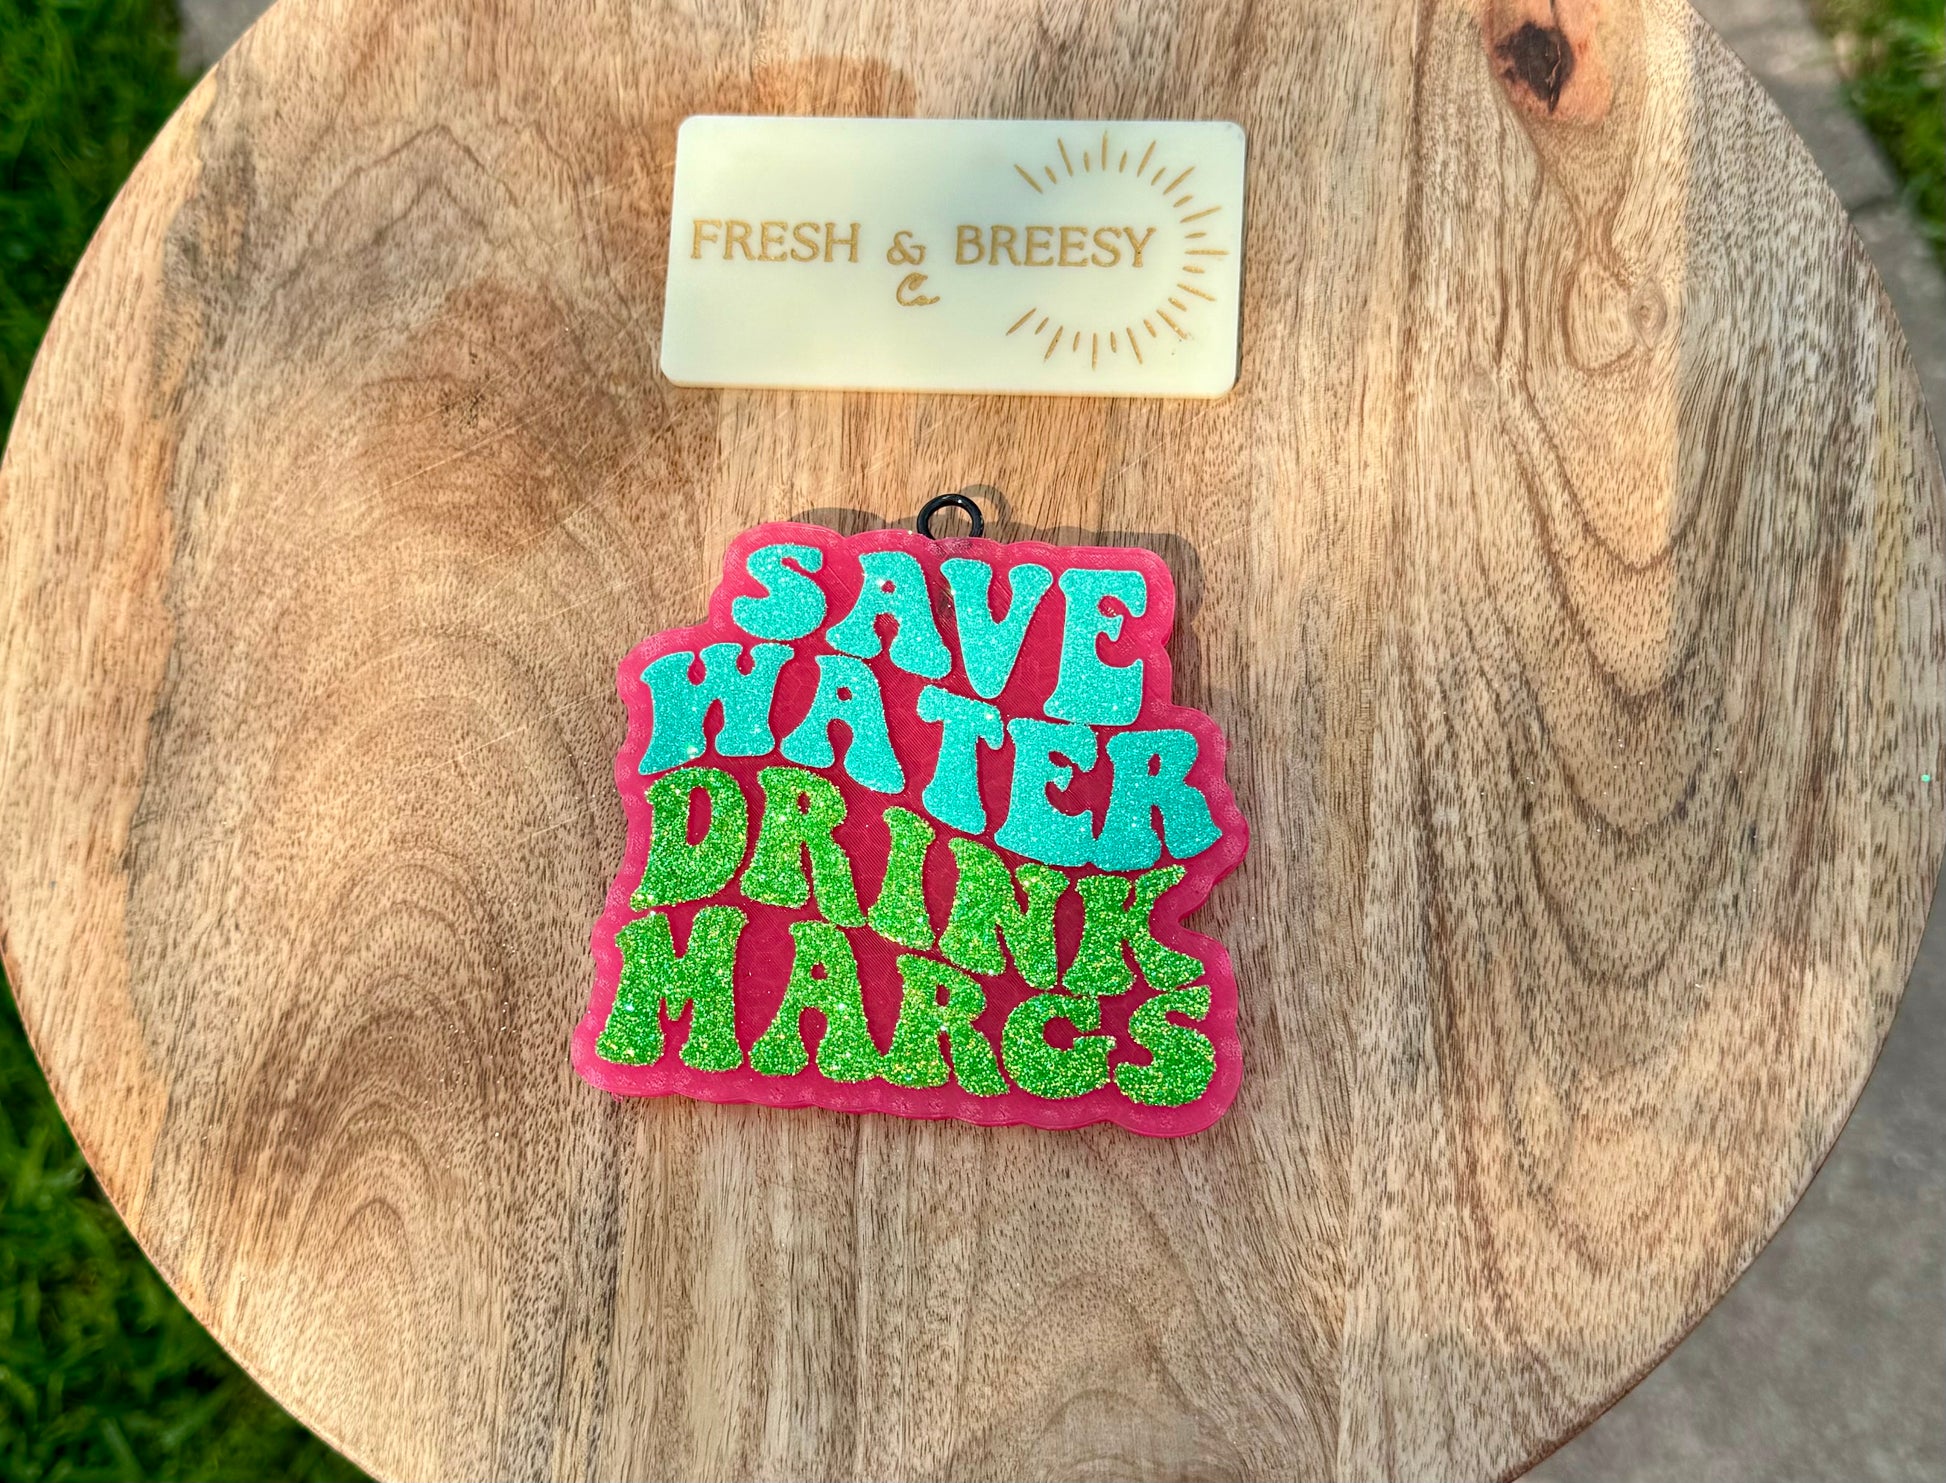 FRESH & BREESY
Co
SAVE
WATER
DRINK
MARGS